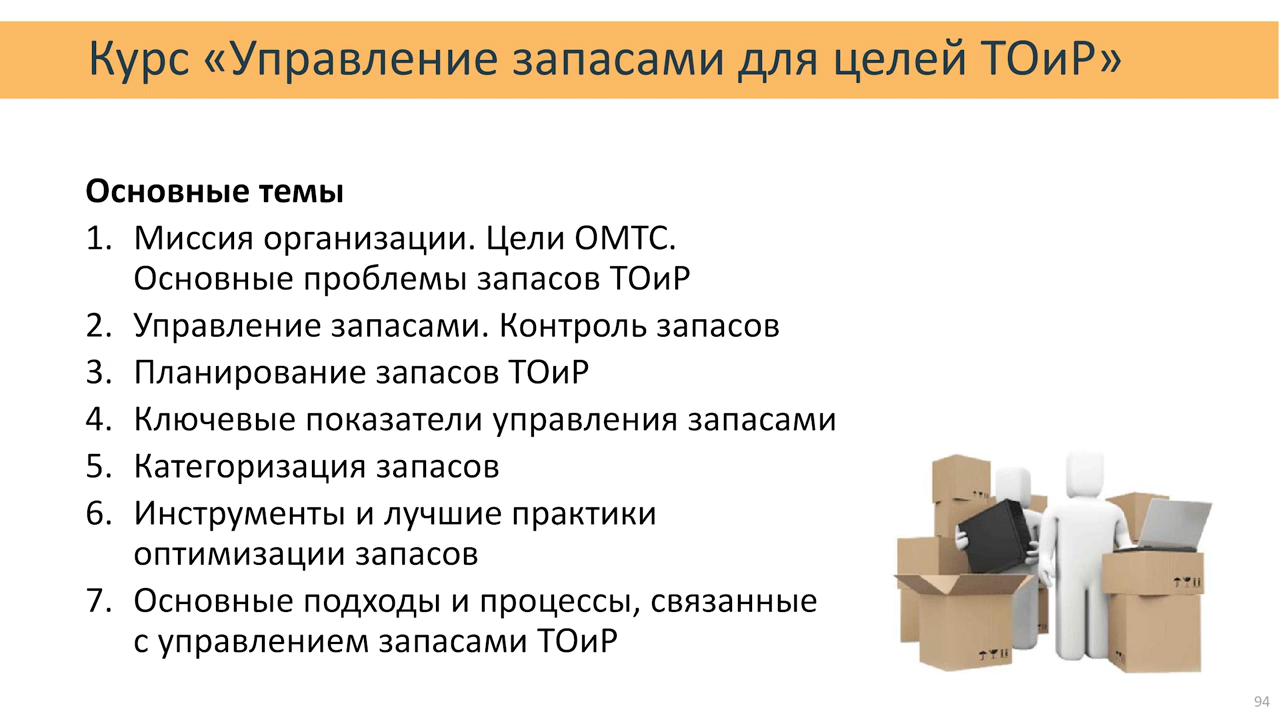 Курс «Управление запасами для целей ТОиР»
Основные темы
1. Миссия организации. Цели ОМТС.
Основные проблемы запасов ТОиР
2. Управление запасами. Контроль запасов
3. Планирование запасов ТОиР
4. Ключевые показатели управления запасами
5. Категоризация запасов
6. Инструменты и лучшие практики
оптимизации запасов
7. Основные подходы и процессы, связанные
с управлением запасами ТОиР
94